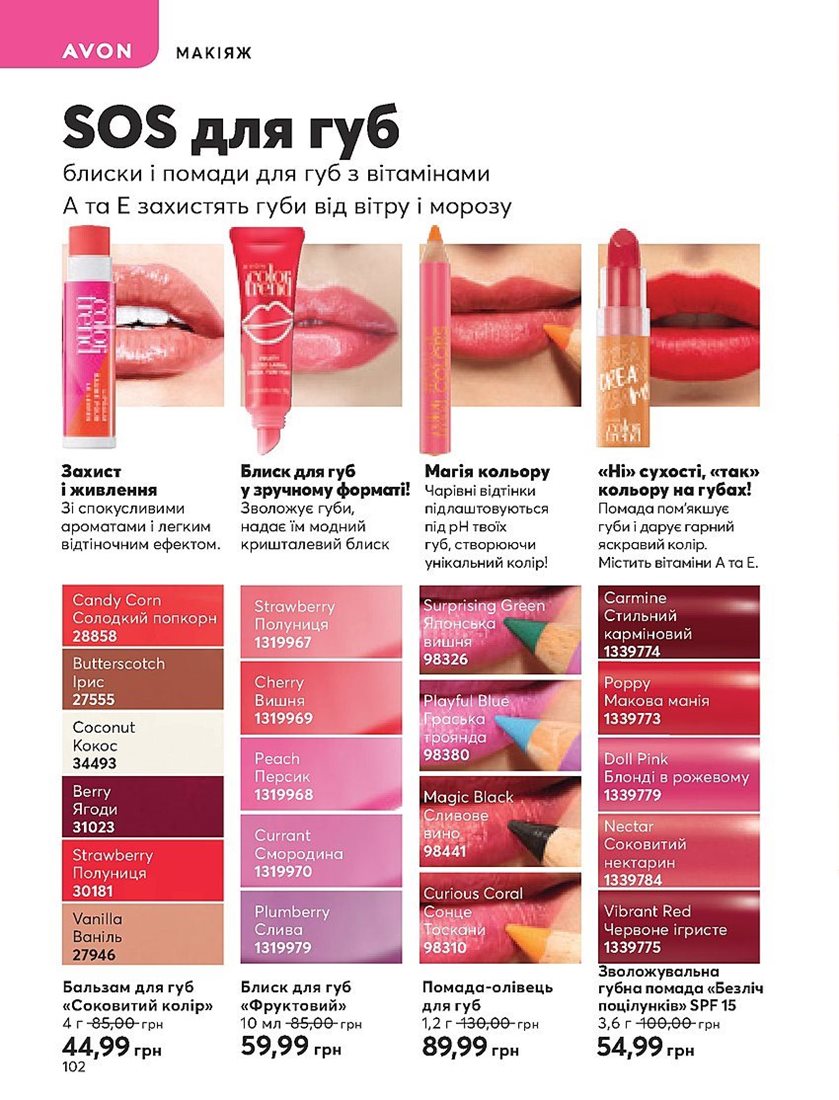 AVON
МАКІЯЖ
SOS для губ
блиски і помади для губ з вітамінами
А та Е захистять губи від вітру і морозу
color
trend
color
trend
CREA
color
trend
Захист
і живлення
Зі спокусливими
ароматами і легким
відтіночним ефектом.
Candy Corn
Солодкий попкорн
28858
Butterscotch
Ірис
27555
Coconut
Кокос
34493
Berry
Ягоди
31023
Strawberry
Полуниця
30181
Vanilla
Ваніль
27946
Бальзам для губ
«Соковитий колір»
4 г 85,00 грн
44,99 грн
Блиск для губ
у зручному форматі!
Зволожує губи,
надає їм модний
кришталевий блиск
Strawberry
Полуниця
1319967
Cherry
Вишня
1319969
Peach
Персик
1319968
Currant
Смородина
1319970
Plumberry
Слива
1319979
Блиск для губ
«Фруктовий»
10 мл 85,00 грн
59,99 грн
Магія кольору
Чарівні відтінки
підлаштовуються
під pH твоїх
губ, створюючи
унікальний колір!
Surprising Green
Японська
вишня
98326
Playful Blue
Граська
троянда
98380
Magic Black
Сливове
вино
98441
Curious Coral
Сонце
Тоскани
98310
Помада-олівець
для губ
1,2 г 130,00 грн
89,99 грн
«Ні» сухості, «так»
кольору на губах!
Помада пом’якшує
губи і дарує гарний
яскравий колір.
Містить вітаміни А та Е.
Carmine
Стильний
карміновий
1339774
Poppy
Макова манія
1339773
Doll Pink
Блонді в рожевому
1339779
Nectar
Соковитий
нектарин
1339784
Vibrant Red
Червоне ігристе
1339775
Зволожувальна
губна помада «Безліч
поцілунків» SPF 15
3,6 г 100,00 грн
54,99 грн
102